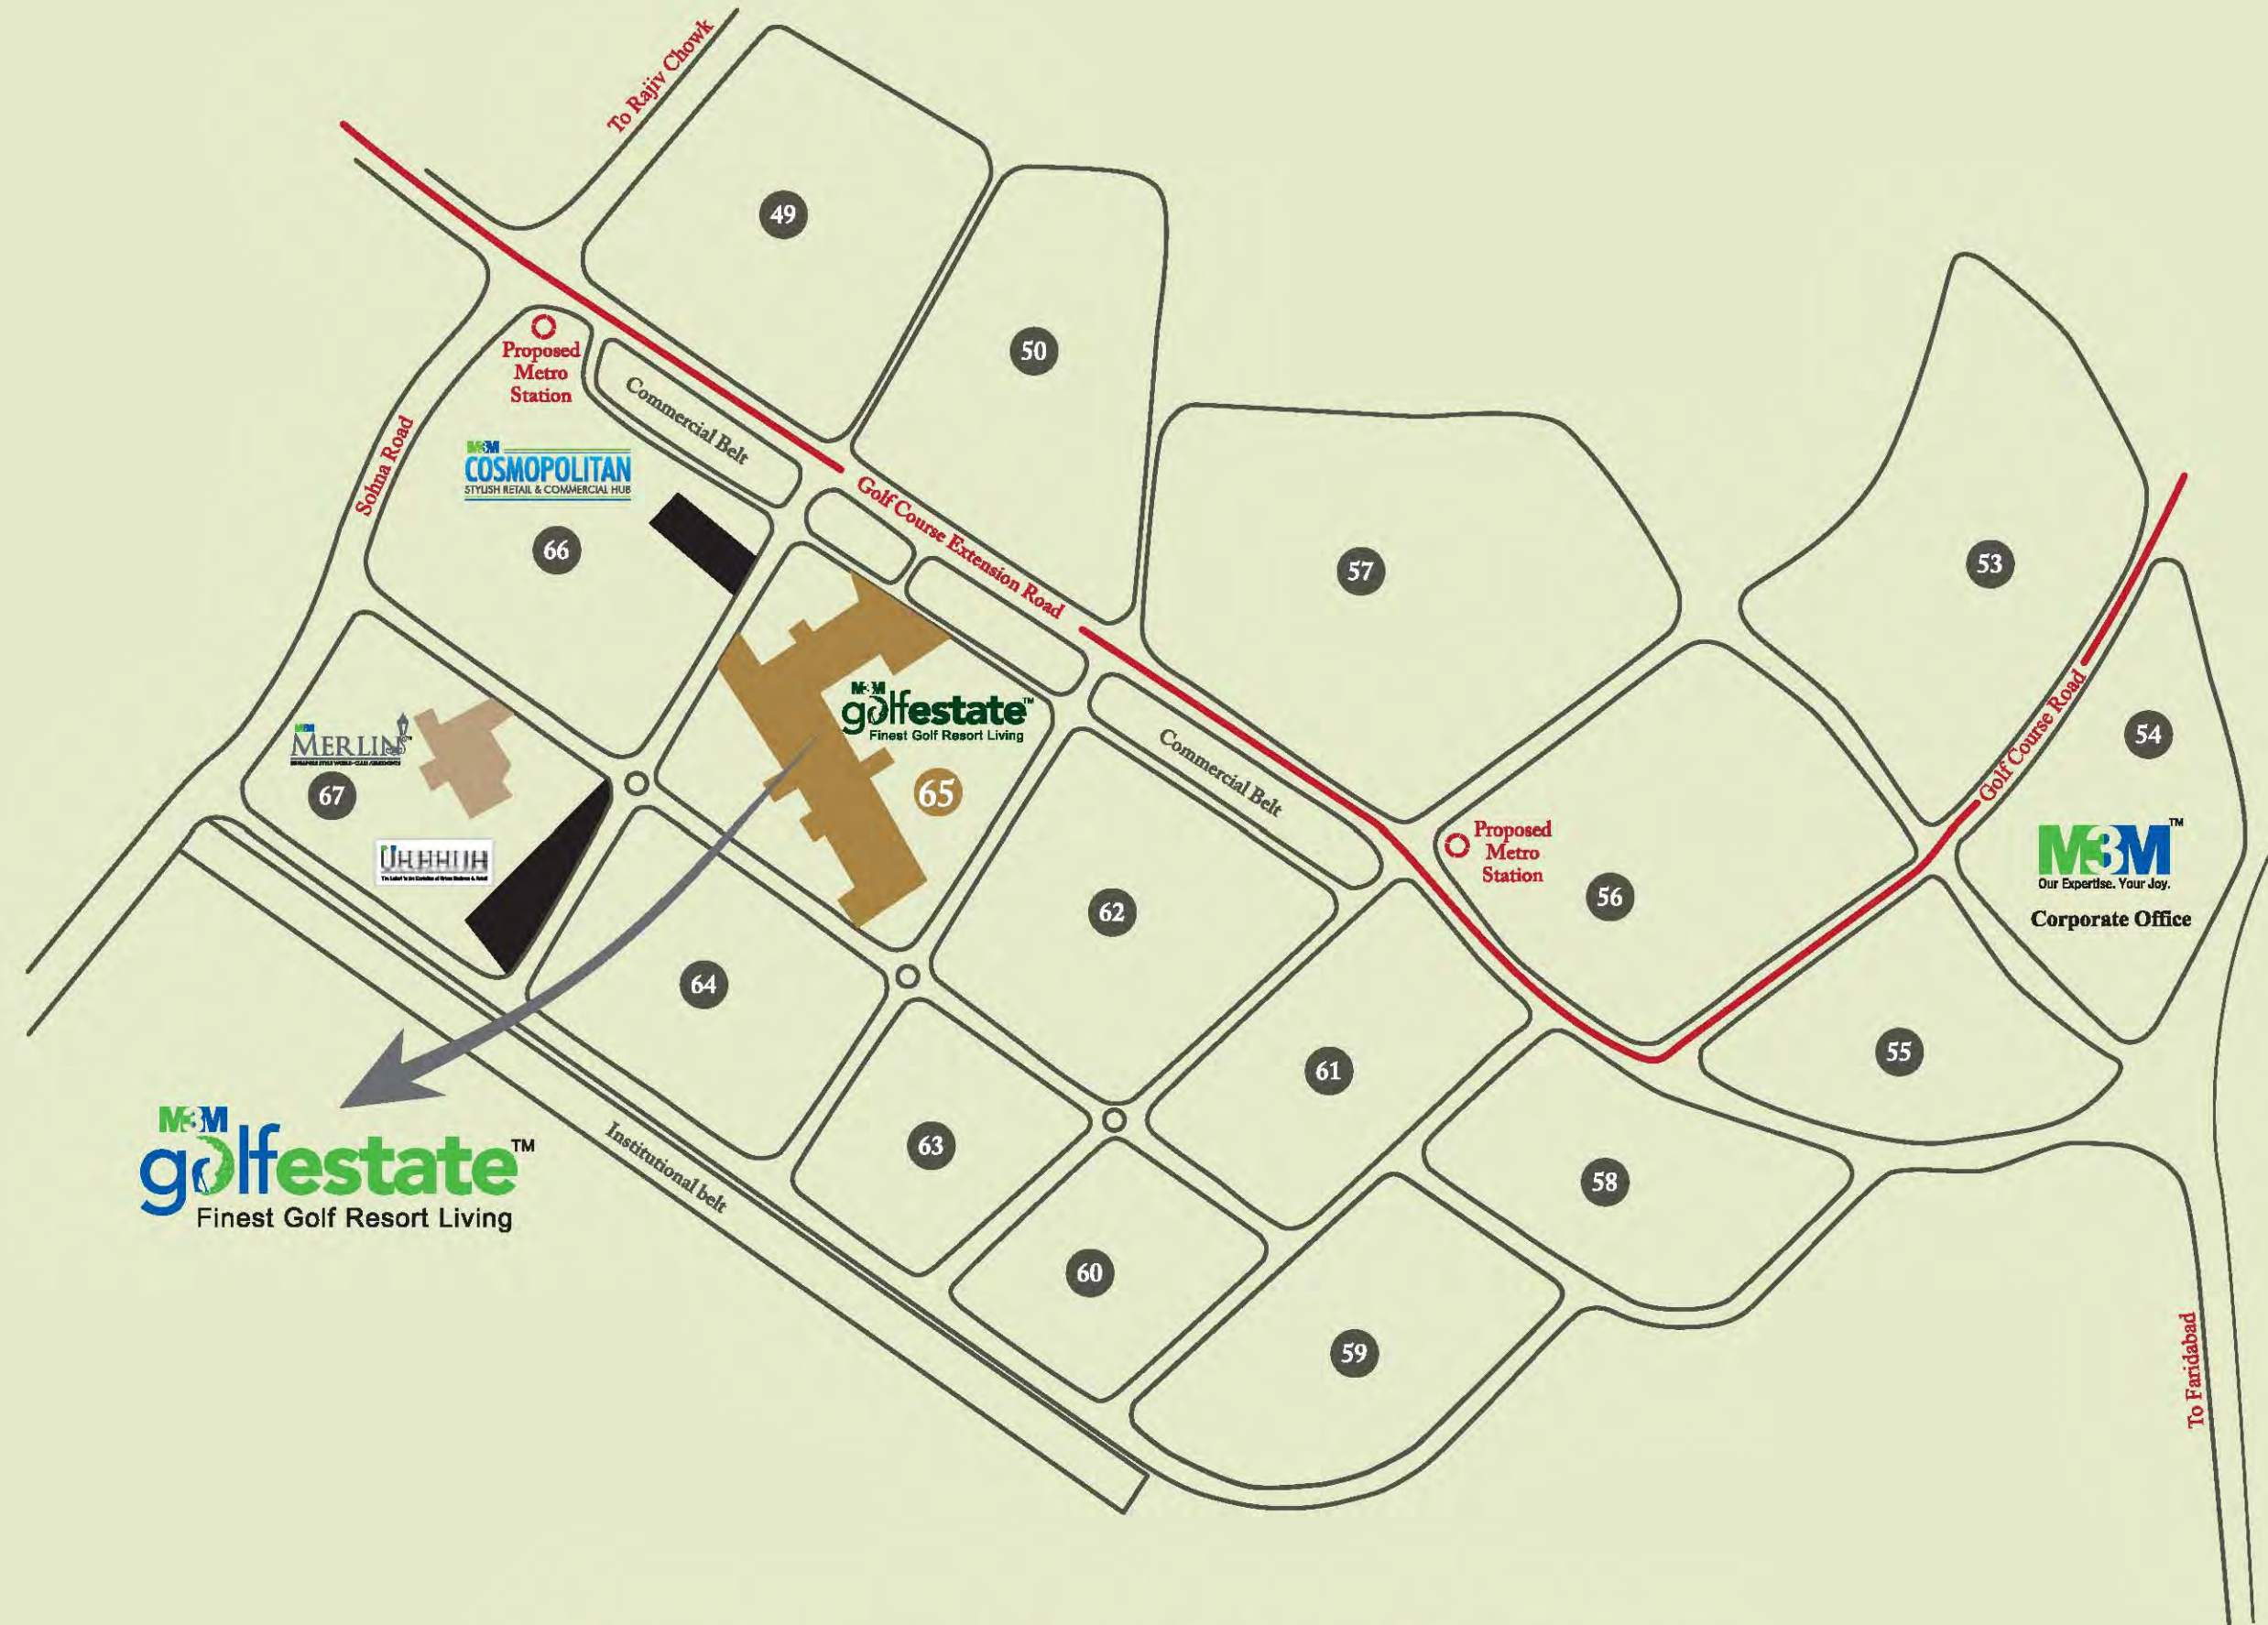 To Rajiv Chowk
49
50
Proposed
Metro
Station
Commercial Belt
Sohna Road
M3M
COSMOPOLITAN
STYLISH RETAIL & COMMERCIAL HUB
66
Golf Course Extension Road
57
53
54
Golf Course Road
M3M
golfestate™
Finest Golf Resort Living
65
M3M
MERLIN
67
Commercial Belt
Proposed
Metro
Station
56
M3M™
Our Expertise. Your Joy.
Corporate Office
62
64
61
55
63
58
60
59
Institutional belt
M3M
golfestate™
Finest Golf Resort Living
To Faridabad